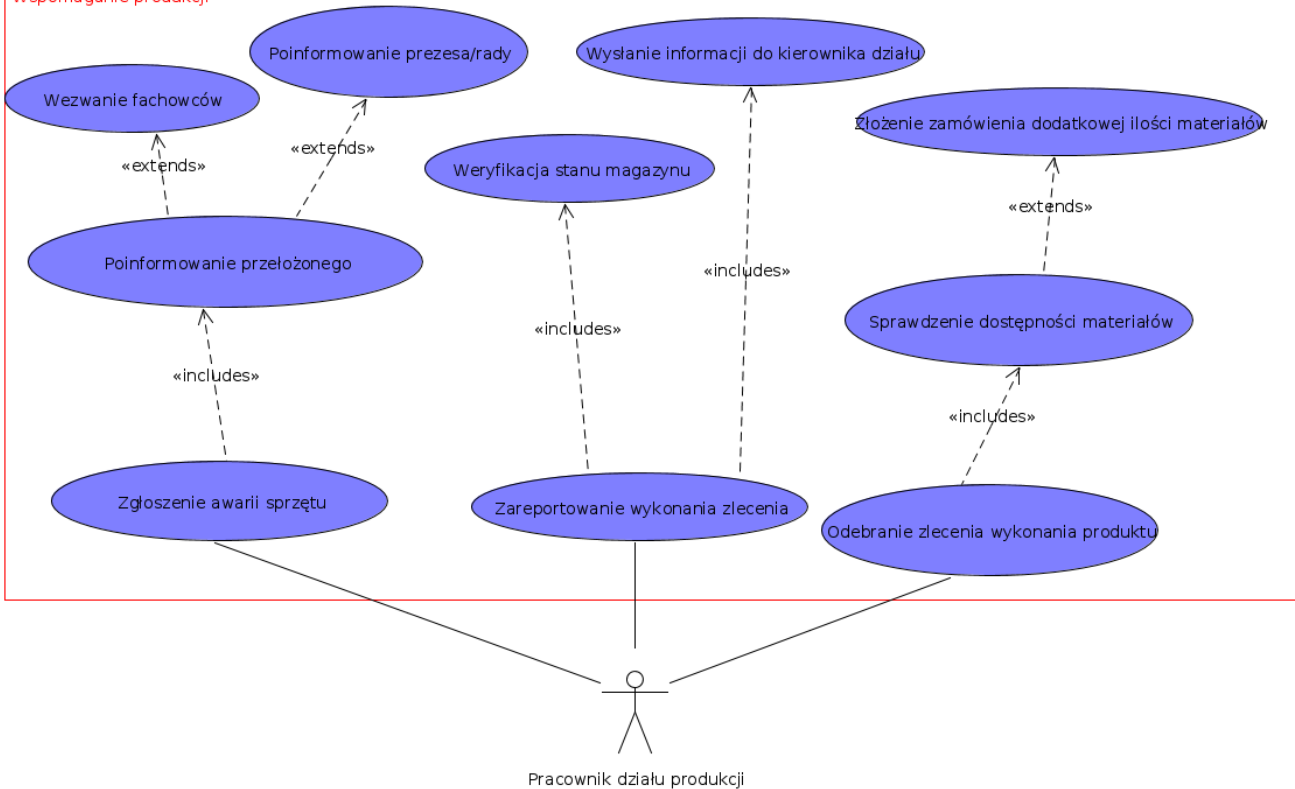 Wspomaganie produkcji
Poinformowanie prezesa/rady
Wysłanie informacji do kierownika działu
Wezwanie fachowców
Złożenie zamówienia dodatkowej ilości materiałów
«extends»
«extends»
Weryfikacja stanu magazynu
«extends»
Poinformowanie przełożonego
«includes»
Sprawdzenie dostępności materiałów
«includes»
«includes»
«includes»
Zgłoszenie awarii sprzętu
Zareportowanie wykonania zlecenia
Odebranie zlecenia wykonania produktu
Pracownik działu produkcji